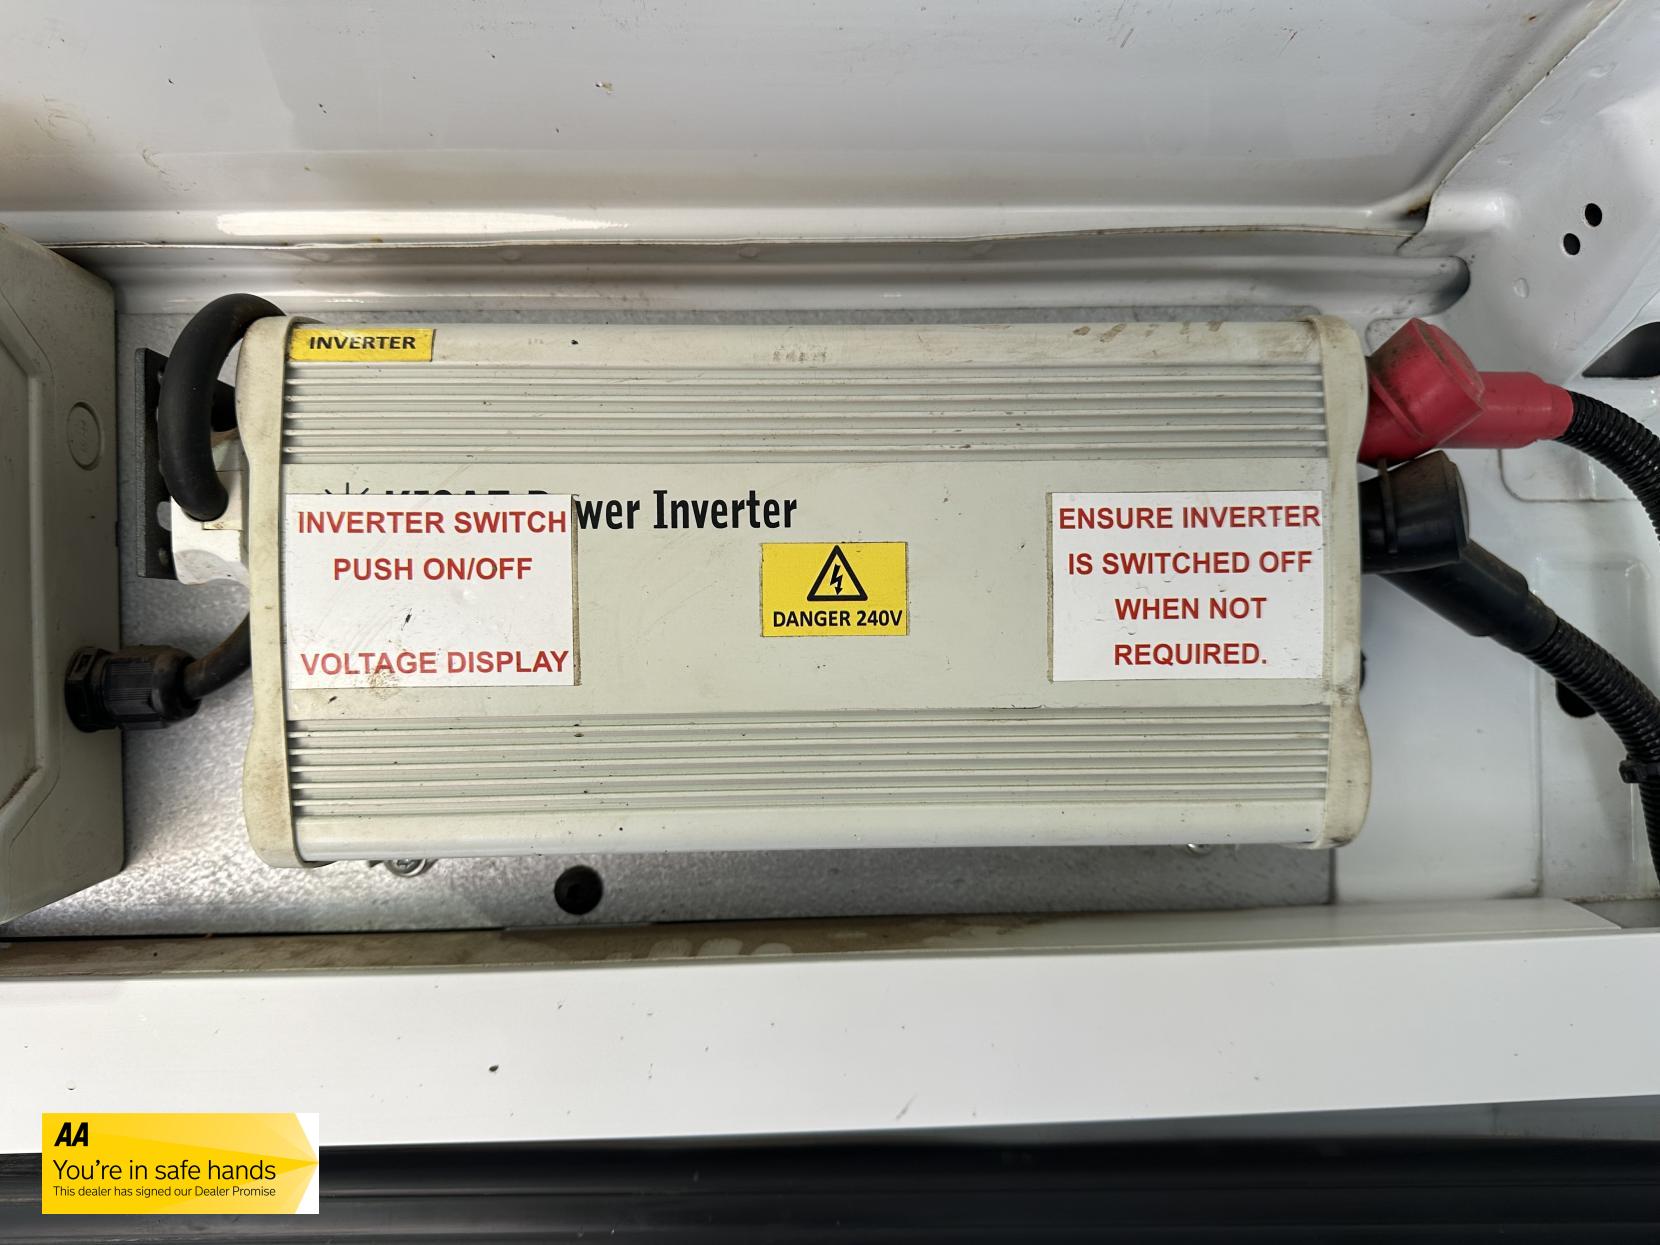 INVERTER
Inverter
INVERTER SWITCH
PUSH ON/OFF
VOLTAGE DISPLAY
DANGER 240V
ENSURE INVERTER
IS SWITCHED OFF
WHEN NOT
REQUIRED.
AA
You're in safe hands
This dealer has signed our Dealer Promise